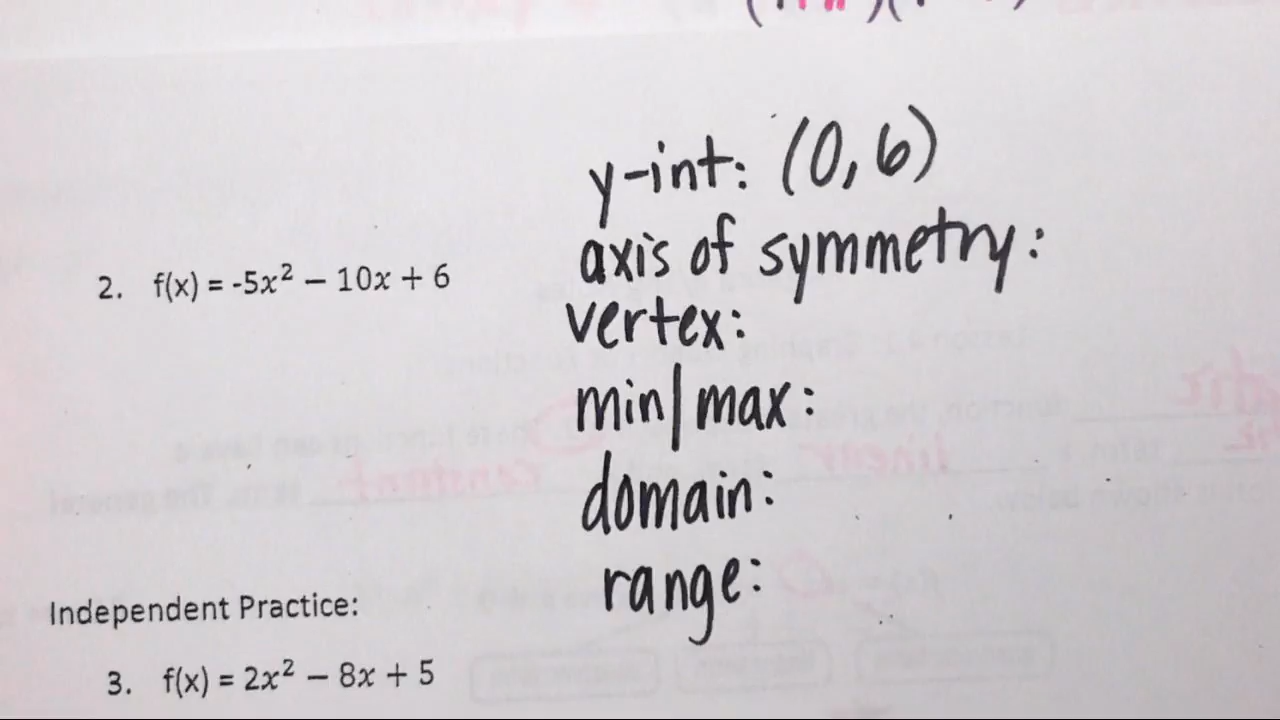 y-int: (0, 6)
axis of symmetry:
2. f(x) = -5x² – 10x + 6
vertex:
min|max:
domain:
range:
Independent Practice:
3. f(x) = 2x² – 8x + 5